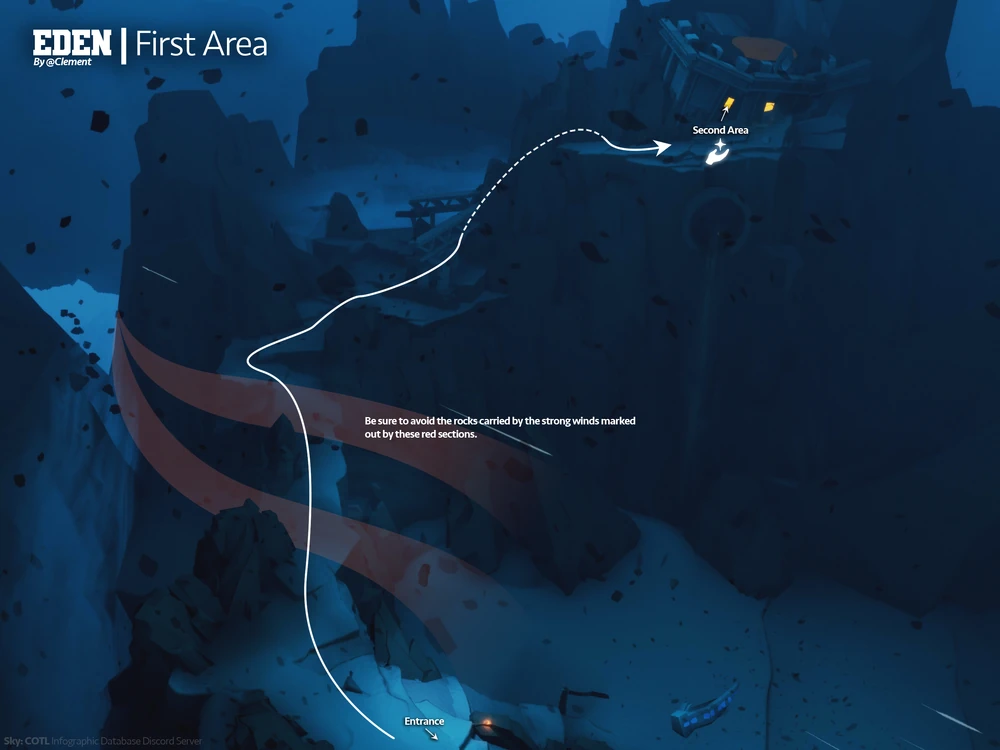 EDEN | First Area
By @Clement
Second Area
Be sure to avoid the rocks carried by the strong winds marked
out by these red sections.
Entrance
Sky: COTL Infographic Database Discord Server